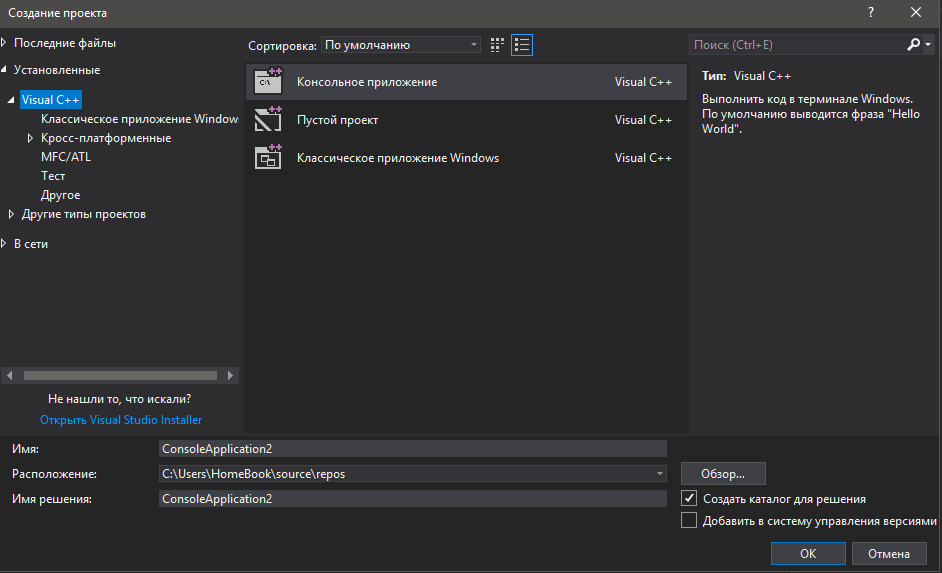 Создание проекта
?
Последние файлы
Установленные
Visual C++
Классическое приложение Window
Кросс-платформенные
MFC/ATL
Тест
Другое
Другие типы проектов
В сети
Не нашли то, что искали?
Открыть Visual Studio Installer
Сортировка: По умолчанию
C:\
Консольное приложение Visual C++
Пустой проект Visual C++
Классическое приложение Windows Visual C++
Поиск (Ctrl+E)
Тип: Visual C++
Выполнить код в терминале Windows.
По умолчанию выводится фраза "Hello
World".
Имя: ConsoleApplication2
Расположение: C:\Users\HomeBook\source\repos
Обзор...
Имя решения: ConsoleApplication2
Создать каталог для решения
Добавить в систему управления версиями
OK
Отмена